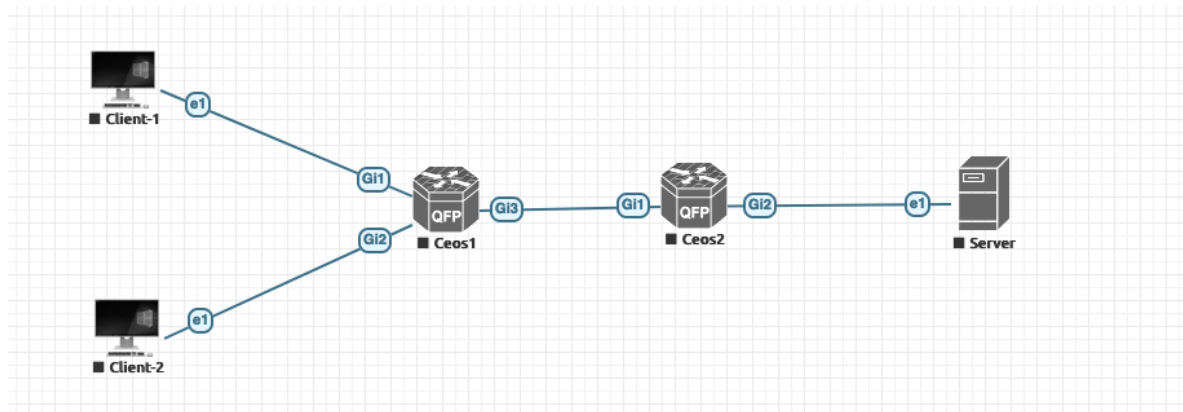 e1
Client-1
Gi1
QFP
Gi3
Gi1
QFP
Gi2
e1
Ceos1
Ceos2
Server
Gi2
e1
Client-2